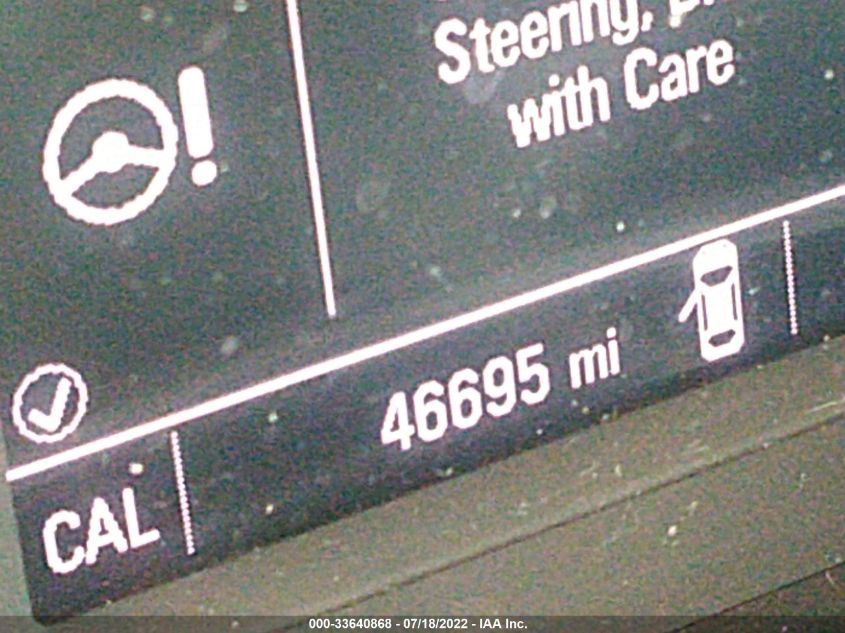 Steering,
with Care
46695 mi
CAL
000-33640868 - 07/18/2022 - IAA Inc.